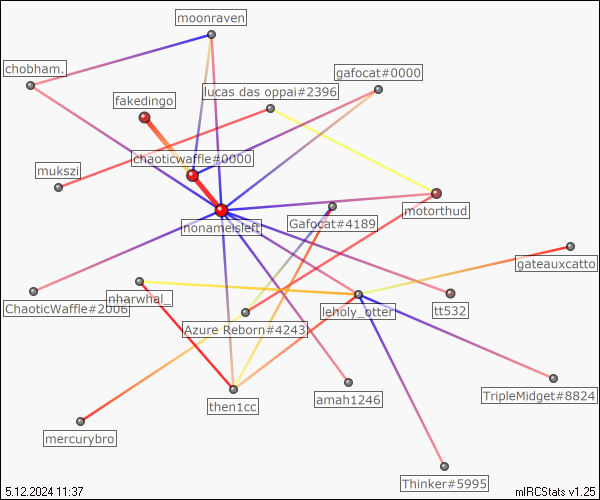 moonraven
chobham.
gafocat#0000
lucas das oppai#2396
fakedingo
chaoticwaffle#0000
mukszi
motorthud
Gafocat#4189
nonameisleft
gateauxcatto
ChaoticWaffle#2006
nharwhal_
leholy_otter
tt532
Azure Reborn#4243
TripleMidget#8824
amah1246
then1cc
mercurybro
Thinker#5995
5.12.2024 11:37
mIRCStats v1.25